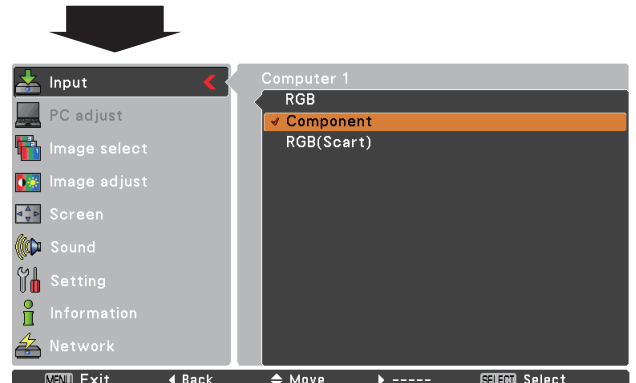 Input
PC adjust
Image select
Image adjust
Screen
Sound
Setting
Information
Network
Computer 1
RGB
Component
RGB(Scart)
MENU Exit Back Move ----- SELECT Select